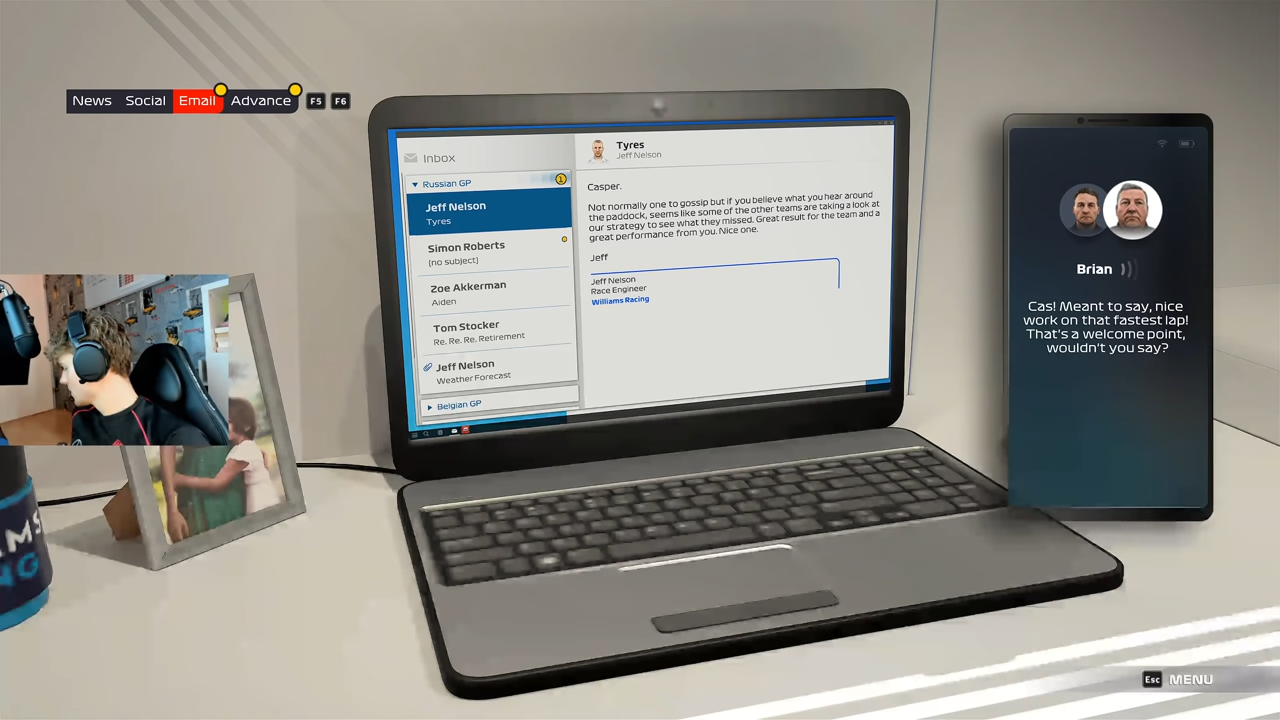 News Social Email Advance F5 F6
Inbox
Russian GP 1
Jeff Nelson
Tyres
Simon Roberts
(no subject)
Zoe Akkerman
Aiden
Tom Stocker
Re. Re. Re. Retirement
Jeff Nelson
Weather Forecast
Belgian GP
Tyres
Jeff Nelson
Casper.
Not normally one to gossip but if you believe what you hear around
the paddock, seems like some of the other teams are taking a look at
our strategy to see what they missed. Great result for the team and a
great performance from you. Nice one.
Jeff
Jeff Nelson
Race Engineer
Williams Racing
Brian
Cas! Meant to say, nice
work on that fastest lap!
That's a welcome point,
wouldn't you say?
Esc MENU